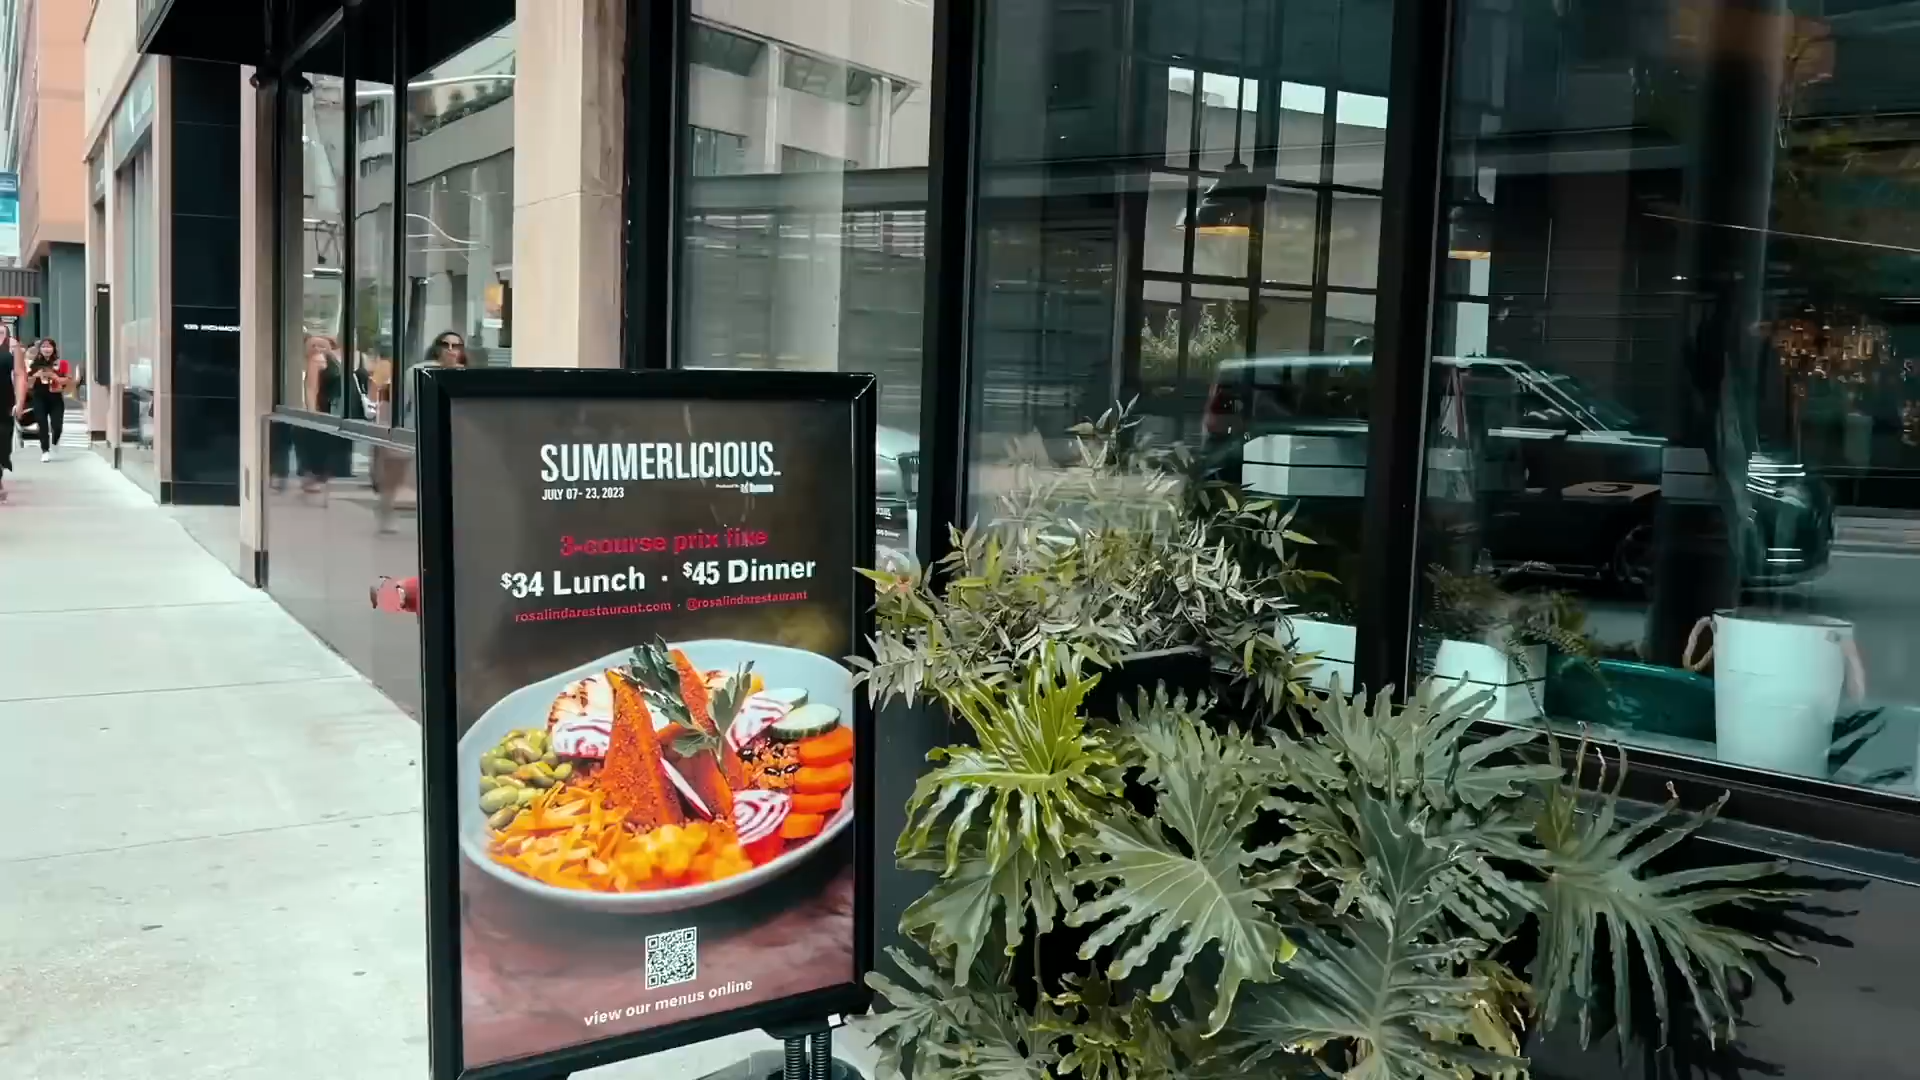 SUMMERLICIOUS
JULY 07- 23, 2023
3-course prix fixe
$34 Lunch · $45 Dinner
rosalindarestaurant.com · @rosalindarestaurant
view our menus online